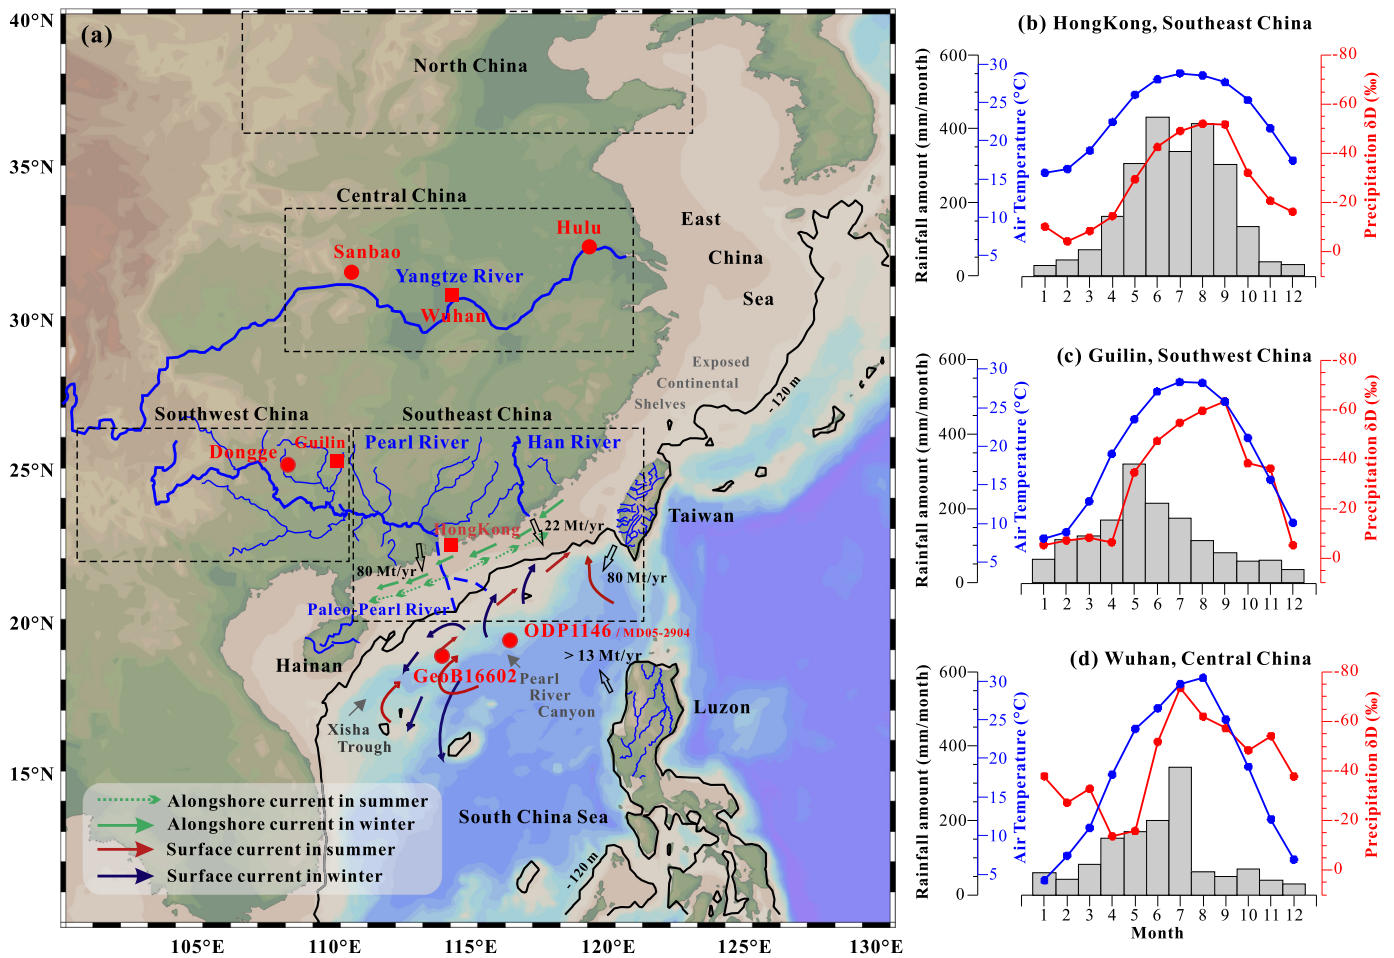 (a)
40°N
35°N
30°N
25°N
20°N
15°N
105°E
110°E
115°E
120°E
125°E
130°E
North China
Central China
Hulu
Sanbao
Yangtze River
Wuhan
East
China
Sea
Exposed
Continental
Shelves
-120 m
Southwest China
Southeast China
Guilin
Dongge
Pearl River
Han River
Taiwan
HongKong
22 Mt/yr
80 Mt/yr
80 Mt/yr
Paleo-Pearl River
ODP1146 / MD05-2904
Hainan
> 13 Mt/yr
GeoB16602
Pearl
River
Canyon
Luzon
Xisha
Trough
South China Sea
-120 m
Alongshore current in summer
Alongshore current in winter
Surface current in summer
Surface current in winter
(b) HongKong, Southeast China
Rainfall amount (mm/month)
600
400
200
0
Air Temperature (°C)
30
25
20
15
10
5
Precipitation δD (‰)
-80
-60
-40
-20
0
1 2 3 4 5 6 7 8 9 10 11 12
(c) Guilin, Southwest China
Rainfall amount (mm/month)
600
400
200
0
Air Temperature (°C)
30
25
20
15
10
5
Precipitation δD (‰)
-80
-60
-40
-20
0
1 2 3 4 5 6 7 8 9 10 11 12
(d) Wuhan, Central China
Rainfall amount (mm/month)
600
400
200
0
Air Temperature (°C)
30
25
20
15
10
5
Precipitation δD (‰)
-80
-60
-40
-20
0
1 2 3 4 5 6 7 8 9 10 11 12
Month